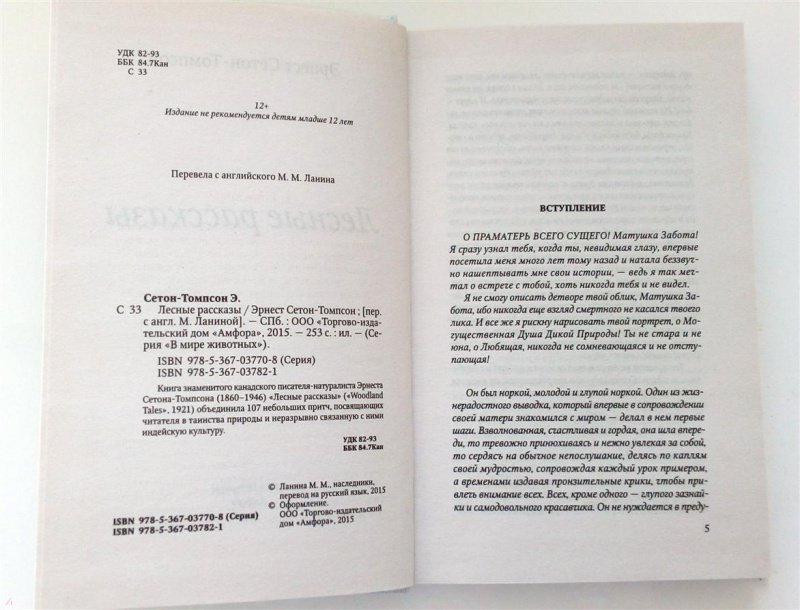 УДК 82-93
ББК 84.7Кан
С 33
12+
Издание не рекомендуется детям младше 12 лет
Перевела с английского М. М. Ланина
Лесные рассказы
Сетон-Томпсон Э.
С 33 Лесные рассказы / Эрнест Сетон-Томпсон ; [пер.
с англ. М. Ланиной]. — СПб. : ООО «Торгово-изда-
тельский дом «Амфора», 2015. — 253 с. : ил. — (Се-
рия «В мире животных»).
ISBN 978-5-367-03770-8 (Серия)
ISBN 978-5-367-03782-1
Книга знаменитого канадского писателя-натуралиста Эрнеста
Сетона-Томпсона (1860–1946) «Лесные рассказы» («Woodland
Tales», 1921) объединила 107 небольших притч, посвящающих
читателя в таинства природы и неразрывно связанную с ними
индейскую культуру.
УДК 82-93
ББК 84.7Кан
© Ланина М. М., наследники,
перевод на русский язык, 2015
© Оформление.
ООО «Торгово-издательский
дом «Амфора», 2015
ISBN 978-5-367-03770-8 (Серия)
ISBN 978-5-367-03782-1
ВСТУПЛЕНИЕ
О ПРАМАТЕРЬ ВСЕГО СУЩЕГО! Матушка Забота!
Я сразу узнал тебя, когда ты, невидимая глазу, впервые
посетила меня много лет тому назад и начала беззвуч-
но нашептывать мне свои истории, — ведь я так меч-
тал о встрече с тобой, хоть никогда тебя и не видел.
Я не смогу описать детворе твой облик, Матушка За-
бота, ибо никогда еще взгляд смертного не касался твоего
лика. И все же я рискну нарисовать твой портрет, о Мо-
гущественная Душа Дикой Природы! Ты не стара и не
юна, о Любящая, никогда не сомневающаяся и не отсту-
пающая!
Он был норкой, молодой и глупой норкой. Один из жиз-
нерадостного выводка, который впервые в сопровождении
своей матери знакомился с миром — делал в нем первые
шаги. Взволнованная, счастливая и гордая, она шла впере-
ди, то тревожно принюхиваясь и нежно увлекая за собой,
то сердясь на обычное непослушание, делясь по каплям
своей мудростью, сопровождая каждый урок примером,
а временами издавая пронзительные крики, чтобы при-
влечь внимание всех. Всех, кроме одного — глупого зазнай-
ки и самодовольного красавчика. Он не нуждается в преду-
5